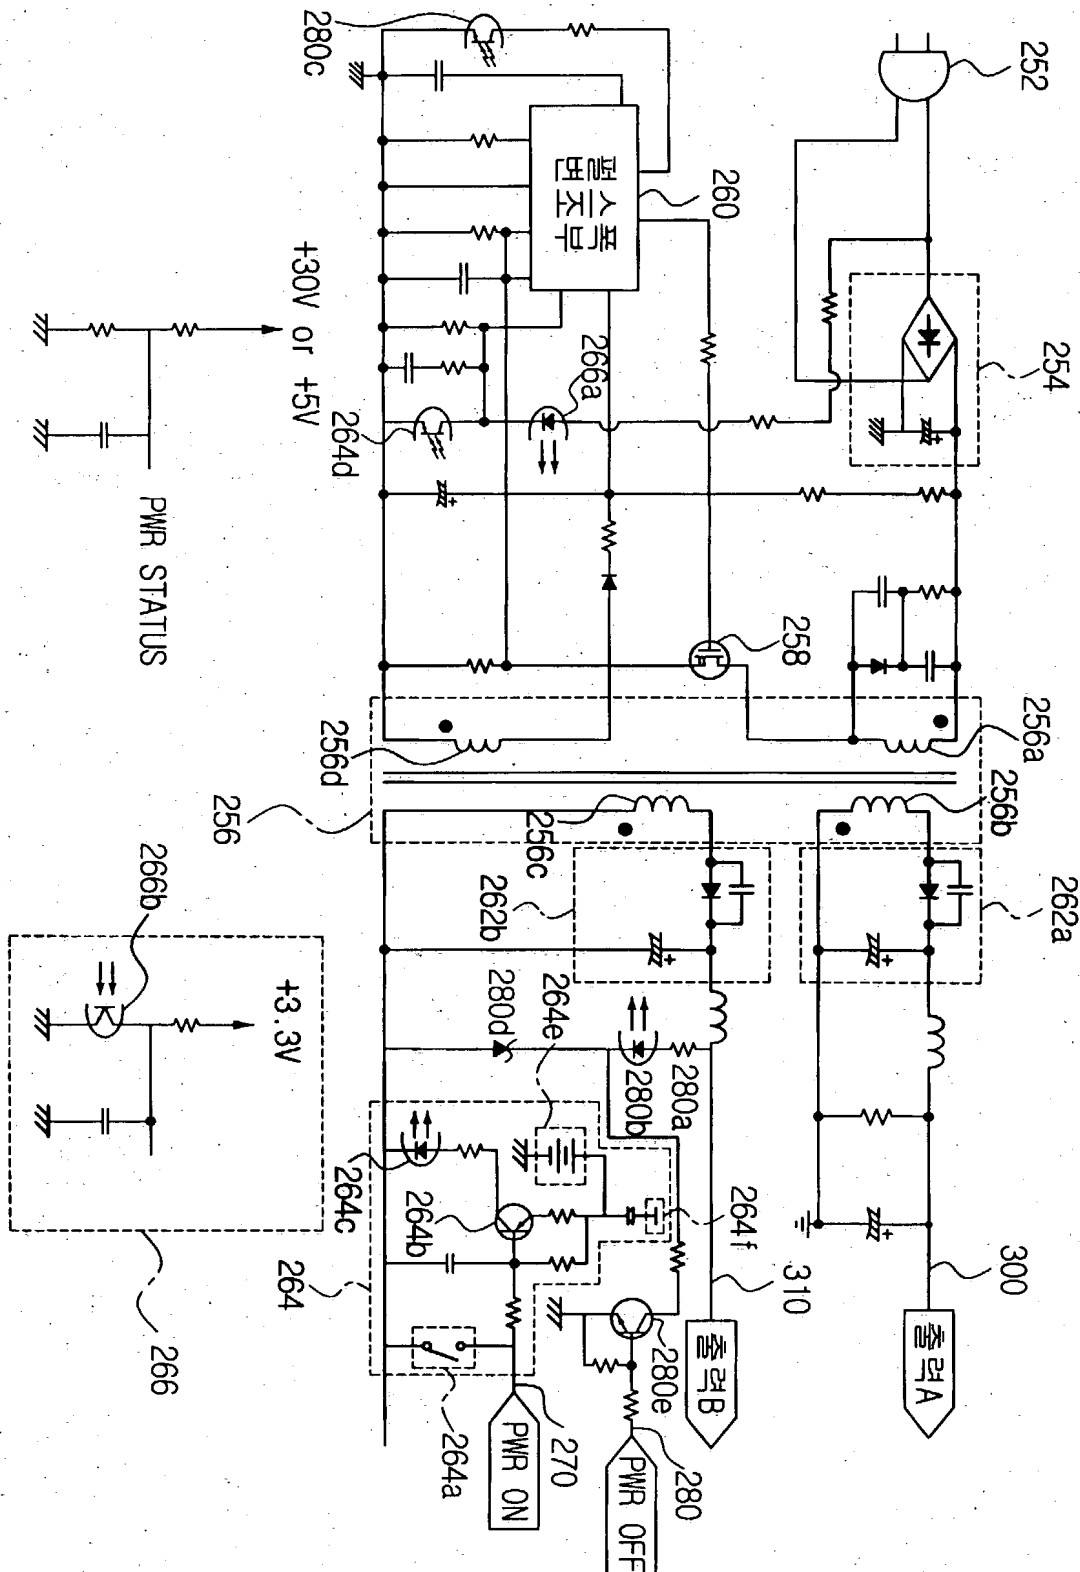 252
254
256a
256b
262a
300
출력A
258
310
출력B
260
펄스폭
변조부
262b
264f
280a
280b
280e
280
PWR OFF
266a
256c
264e
280d
270
PWR ON
280c
264d
256d
264c
264b
264a
+30V or +5V
256
264
+3.3V
PWR STATUS
266b
266